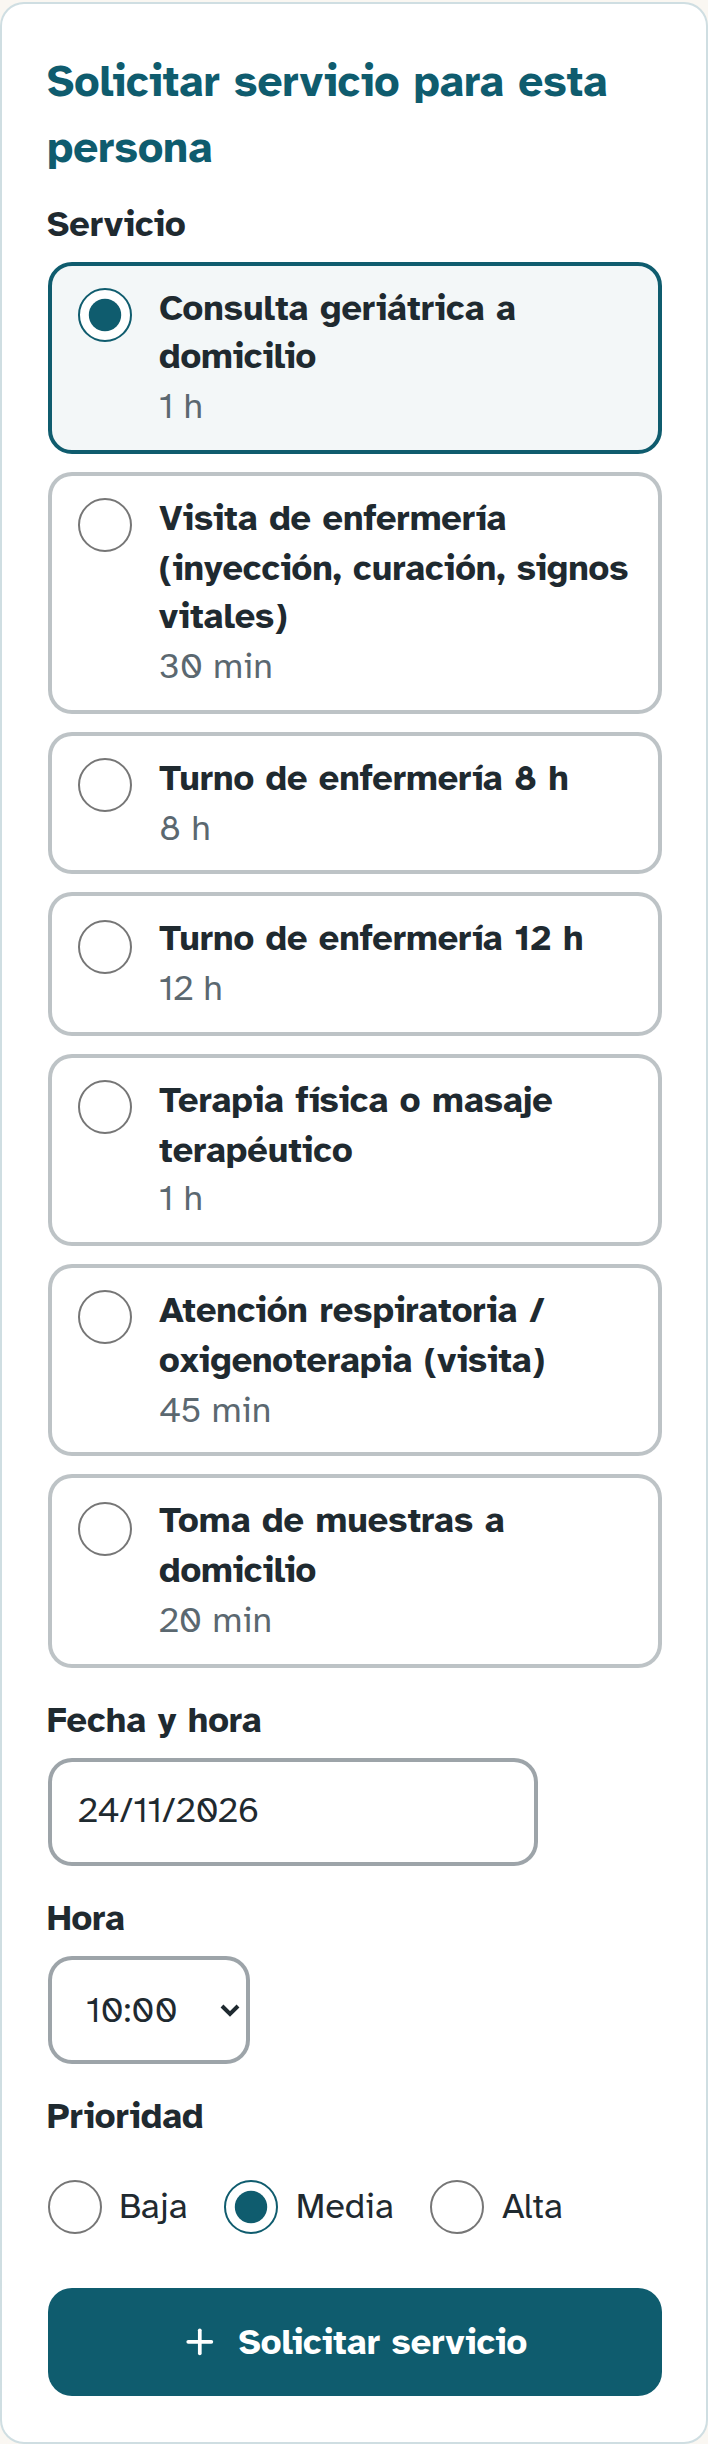 Solicitar servicio para esta
persona
Servicio
Consulta geriátrica a
domicilio
1 h
Visita de enfermería
(inyección, curación, signos
vitales)
30 min
Turno de enfermería 8 h
8 h
Turno de enfermería 12 h
12 h
Terapia física o masaje
terapéutico
1 h
Atención respiratoria /
oxigenoterapia (visita)
45 min
Toma de muestras a
domicilio
20 min
Fecha y hora
24/11/2026
Hora
10:00
Prioridad
Baja Media Alta
+ Solicitar servicio